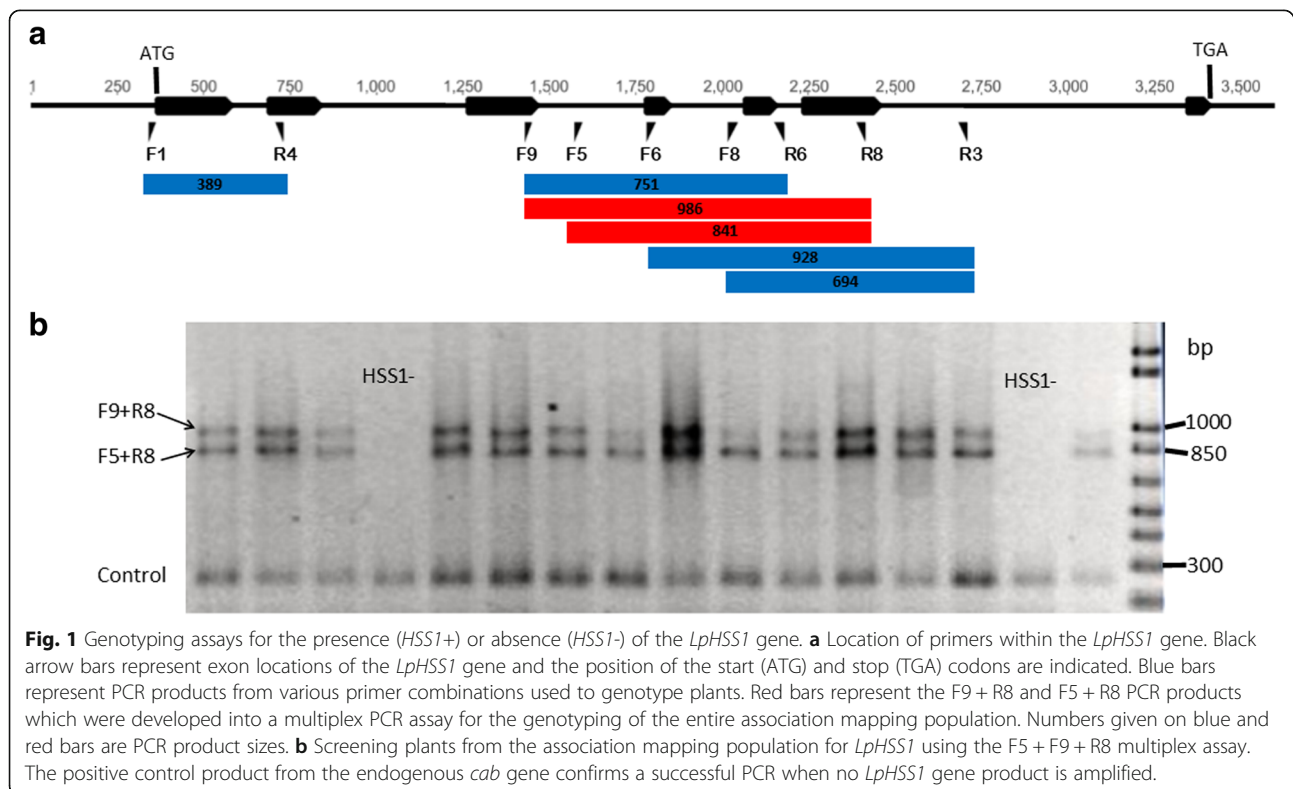 a
ATG
TGA
1 250 500 750 1,000 1,250 1,500 1,750 2,000 2,250 2,500 2,750 3,000 3,250 3,500
F1 R4 F9 F5 F6 F8 R6 R8 R3
389 751
986
841
928
694
b
bp
HSS1- HSS1-
F9+R8
1000
F5+R8
850
Control
300
Fig. 1 Genotyping assays for the presence (HSS1+) or absence (HSS1-) of the LpHSS1 gene. a Location of primers within the LpHSS1 gene. Black
arrow bars represent exon locations of the LpHSS1 gene and the position of the start (ATG) and stop (TGA) codons are indicated. Blue bars
represent PCR products from various primer combinations used to genotype plants. Red bars represent the F9 + R8 and F5 + R8 PCR products
which were developed into a multiplex PCR assay for the genotyping of the entire association mapping population. Numbers given on blue and
red bars are PCR product sizes. b Screening plants from the association mapping population for LpHSS1 using the F5 + F9 + R8 multiplex assay.
The positive control product from the endogenous cab gene confirms a successful PCR when no LpHSS1 gene product is amplified.